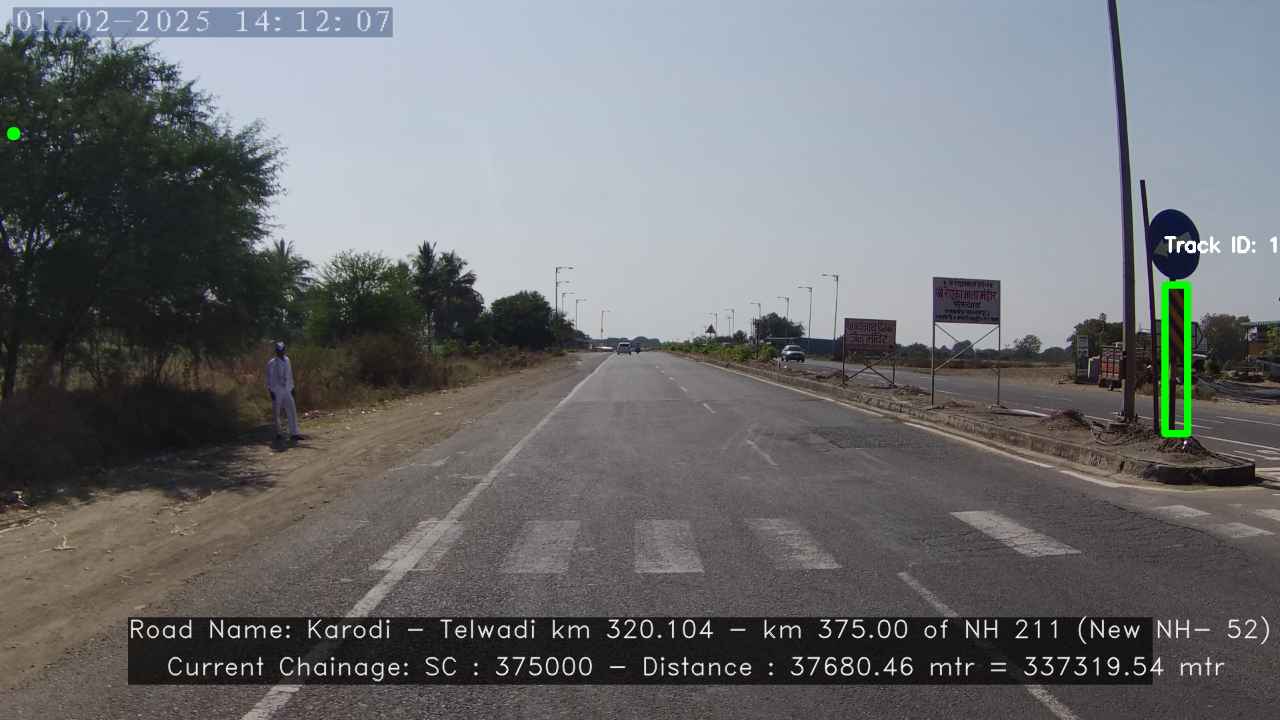 01-02-2025 14:12:07
Track ID: 1
Road Name: Karodi - Telwadi km 320.104 - km 375.00 of NH 211 (New NH- 52)
Current Chainage: SC : 375000 - Distance : 37680.46 mtr = 337319.54 mtr